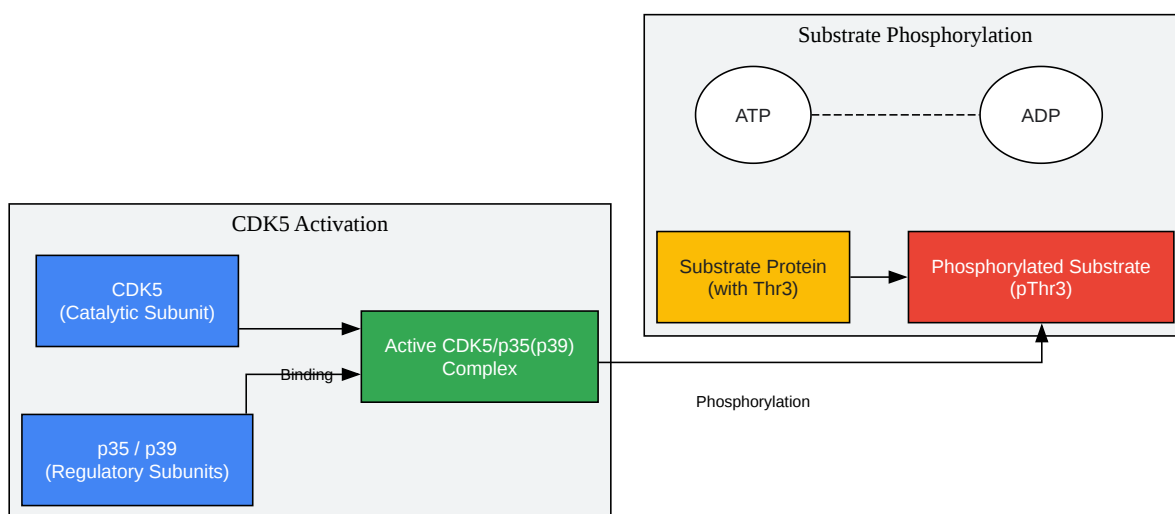 Substrate Phosphorylation
ATP
ADP
CDK5 Activation
Substrate Protein
(with Thr3)
Phosphorylated Substrate
(pThr3)
CDK5
(Catalytic Subunit)
Active CDK5/p35(p39)
Complex
Binding
Phosphorylation
p35 / p39
(Regulatory Subunits)